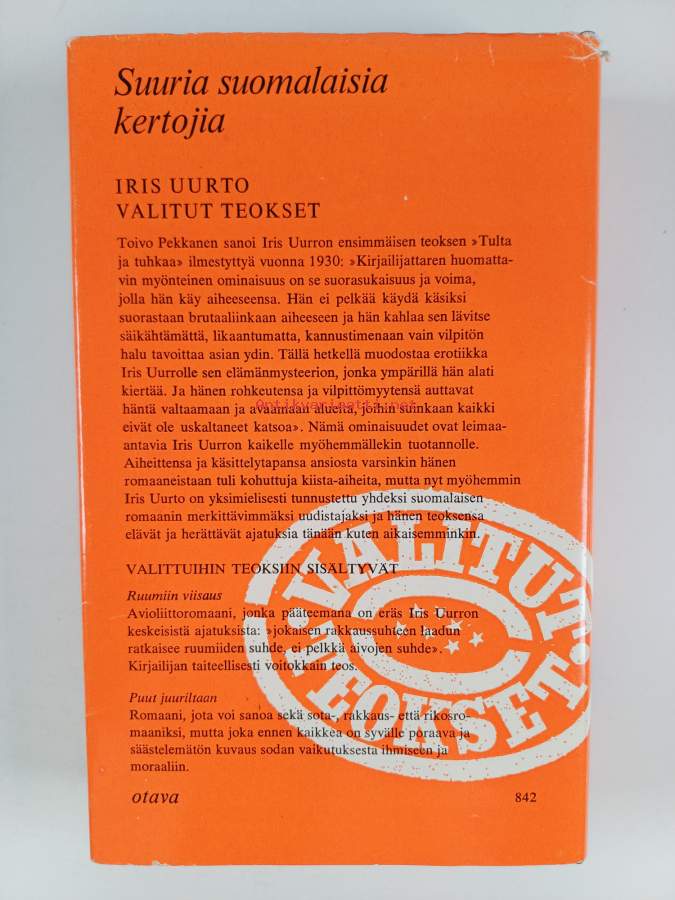 Suuria suomalaisia
kertojia
IRIS UURTO
VALITUT TEOKSET
Toivo Pekkanen sanoi Iris Uurron ensimmäisen teoksen »Tulta
ja tuhkaa» ilmestyttyä vuonna 1930: »Kirjailijattaren huomatta-
vin myönteinen ominaisuus on se suorasukaisuus ja voima,
jolla hän käy aiheeseensa. Hän ei pelkää käydä käsiksi
suorastaan brutaaliinkaan aiheeseen ja hän kahlaa sen lävitse
säikähtämättä, likaantumatta, kannustimenaan vain vilpitön
halu tavoittaa asian ydin. Tällä hetkellä muodostaa erotiikka
Iris Uurrolle sen elämänmysteerion, jonka ympärillä hän alati
kiertää. Ja hänen rohkeutensa ja vilpittömyytensä auttavat
häntä valtaamaan ja avaamaan alueita, joihin suinkaan kaikki
eivät ole uskaltaneet katsoa». Nämä ominaisuudet ovat leimaa-
antavia Iris Uurron kaikelle myöhemmällekin tuotannolle.
Aiheittensa ja käsittelytapansa ansiosta varsinkin hänen
romaaneistaan tuli kohuttuja kiista-aiheita, mutta nyt myöhemmin
Iris Uurto on yksimielisesti tunnustettu yhdeksi suomalaisen
romaanin merkittävimmäksi uudistajaksi ja hänen teoksensa
elävät ja herättävät ajatuksia tänään kuten aikaisemminkin.
VALITTUIHIN TEOKSIIN SISÄLTYVÄT
Ruumiin viisaus
Avioliittoromaani, jonka pääteemana on eräs Iris Uurron
keskeisistä ajatuksista: »jokaisen rakkaussuhteen laadun
ratkaisee ruumiiden suhde, ei pelkkä aivojen suhde».
Kirjailijan taiteellisesti voitokkain teos.
Puut juuriltaan
Romaani, jota voi sanoa sekä sota-, rakkaus- että rikosro-
maaniksi, mutta joka ennen kaikkea on syvälle poraava ja
säästelemätön kuvaus sodan vaikutuksesta ihmiseen ja
moraaliin.
otava
842
VALITUT
TEOKSET
Antikvariaatti.net